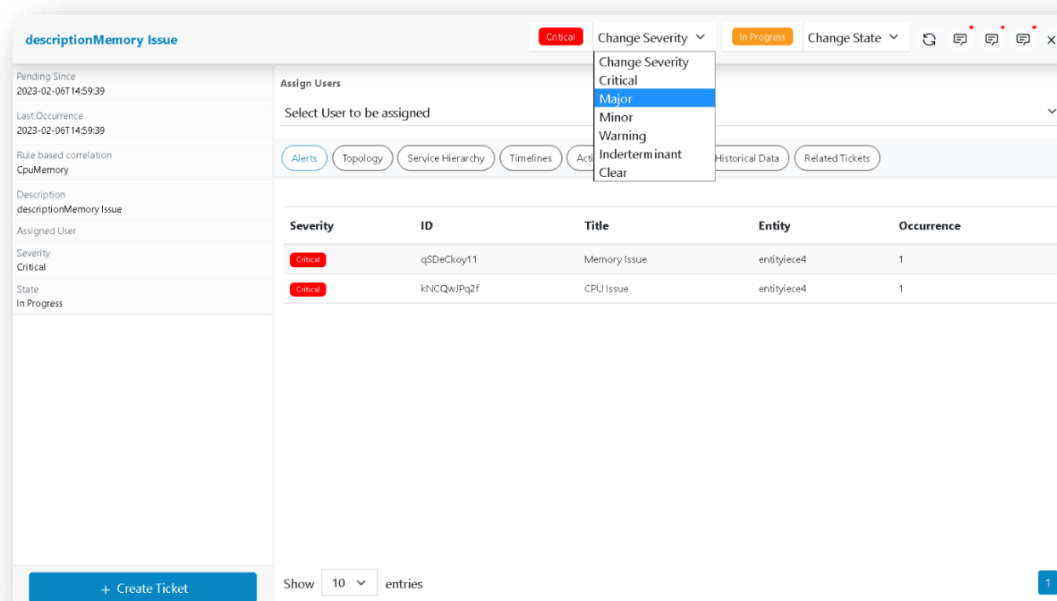 descriptionMemory Issue
Critical
Change Severity
In Progress
Change State
Change Severity
Critical
Major
Minor
Warning
Inderterminant
Clear
Pending Since
2023-02-06T14:59:39
Last Occurrence
2023-02-06T14:59:39
Rule based correlation
CpuMemory
Description
descriptionMemory Issue
Assigned User
Severity
Critical
State
In Progress
+ Create Ticket
Assign Users
Select User to be assigned
Alerts
Topology
Service Hierarchy
Timelines
Historical Data
Related Tickets
Severity ID Title Entity Occurrence
Critical qSDeCkoy11 Memory Issue entityiece4 1
Critical kNCQwJPq2f CPU Issue entityiece4 1
Show 10 entries
1